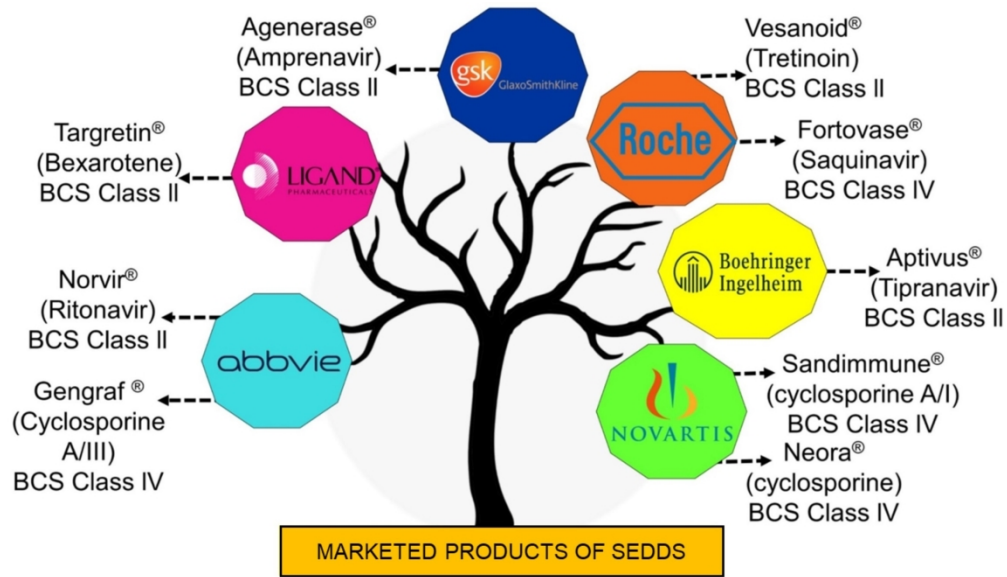 Agenerase®
(Amprenavir)
BCS Class II
gsk
GlaxoSmithKline
Vesanoid®
(Tretinoin)
BCS Class II
Roche
Fortovase®
(Saquinavir)
BCS Class IV
Targretin®
(Bexarotene)
BCS Class II
LIGAND
PHARMACEUTICALS
Boehringer
Ingelheim
Aptivus®
(Tipranavir)
BCS Class II
Norvir®
(Ritonavir)
BCS Class II
abbvie
Gengraf ®
(Cyclosporine
A/III)
BCS Class IV
NOVARTIS
Sandimmune®
(cyclosporine A/I)
BCS Class IV
Neora®
(cyclosporine)
BCS Class IV
MARKETED PRODUCTS OF SEDDS